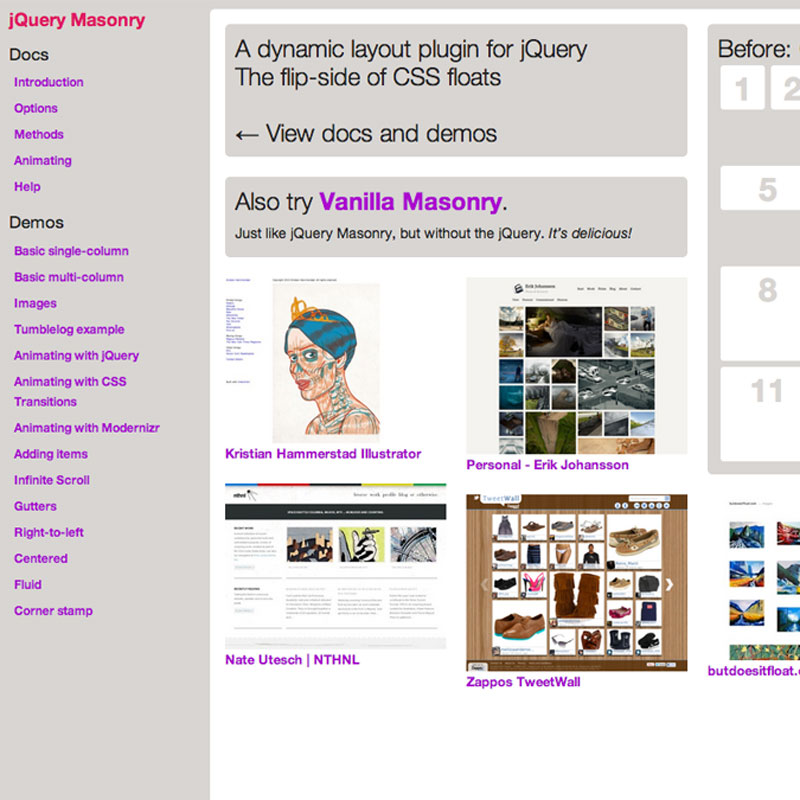 jQuery Masonry
Docs
Introduction
Options
Methods
Animating
Help
Demos
Basic single-column
Basic multi-column
Images
Tumblelog example
Animating with jQuery
Animating with CSS
Transitions
Animating with Modernizr
Adding items
Infinite Scroll
Gutters
Right-to-left
Centered
Fluid
Corner stamp
A dynamic layout plugin for jQuery
The flip-side of CSS floats
← View docs and demos
Also try Vanilla Masonry.
Just like jQuery Masonry, but without the jQuery. It's delicious!
Kristian Hammerstad Illustrator
Erik Johansson
Personal - Erik Johansson
nthnl
Nate Utesch | NTHNL
TweetWall
Zappos TweetWall
Before:
1
2
5
8
11
butdoesitfloat.